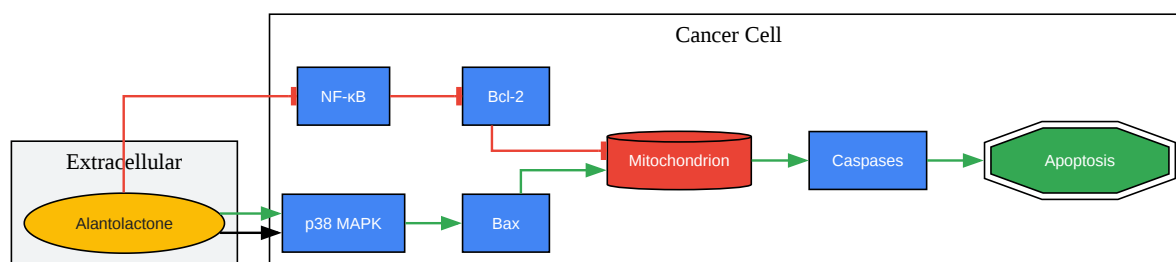 Cancer Cell
NF-κB
Bcl-2
Extracellular
Mitochondrion
Caspases
Apoptosis
Alantolactone
p38 MAPK
Bax